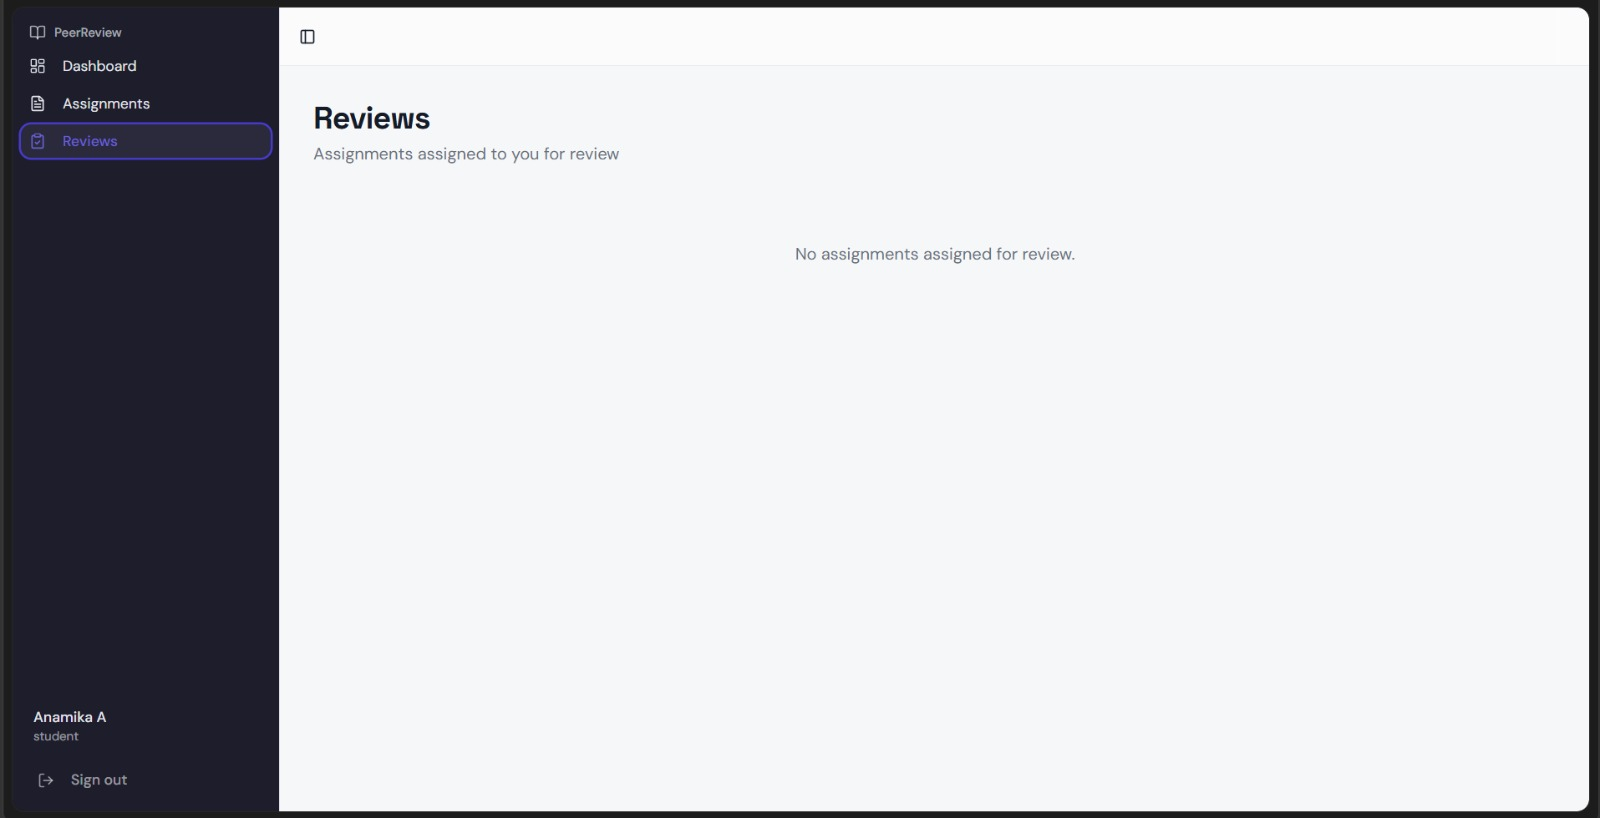 PeerReview
Dashboard
Assignments
Reviews
Anamika A
student
Sign out
Reviews
Assignments assigned to you for review
No assignments assigned for review.